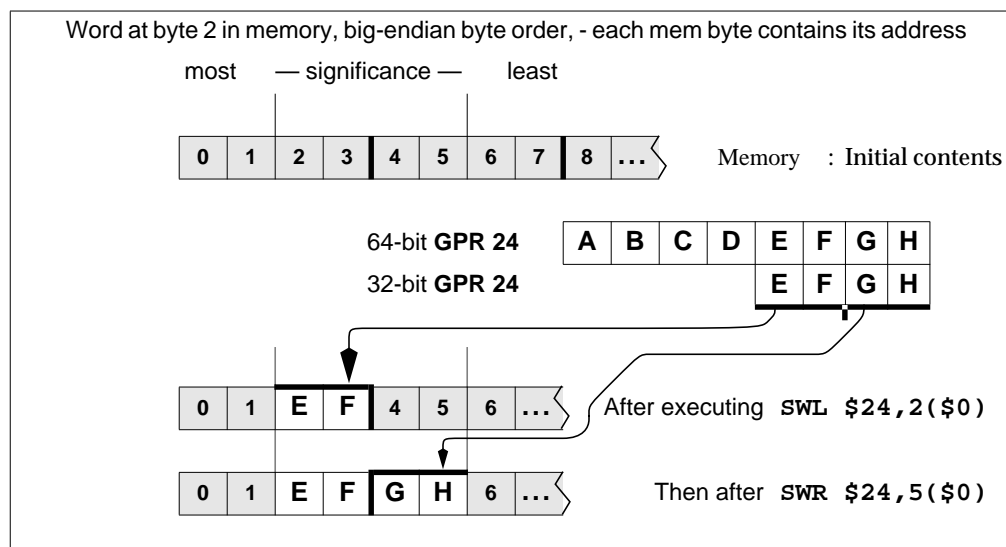 Word at byte 2 in memory, big-endian byte order, - each mem byte contains its address
most — significance — least
0 1 2 3 4 5 6 7 8 ... Memory : Initial contents
64-bit GPR 24 A B C D E F G H
32-bit GPR 24 E F G H
0 1 E F 4 5 6 ... After executing SWL $24,2($0)
0 1 E F G H 6 ... Then after SWR $24,5($0)